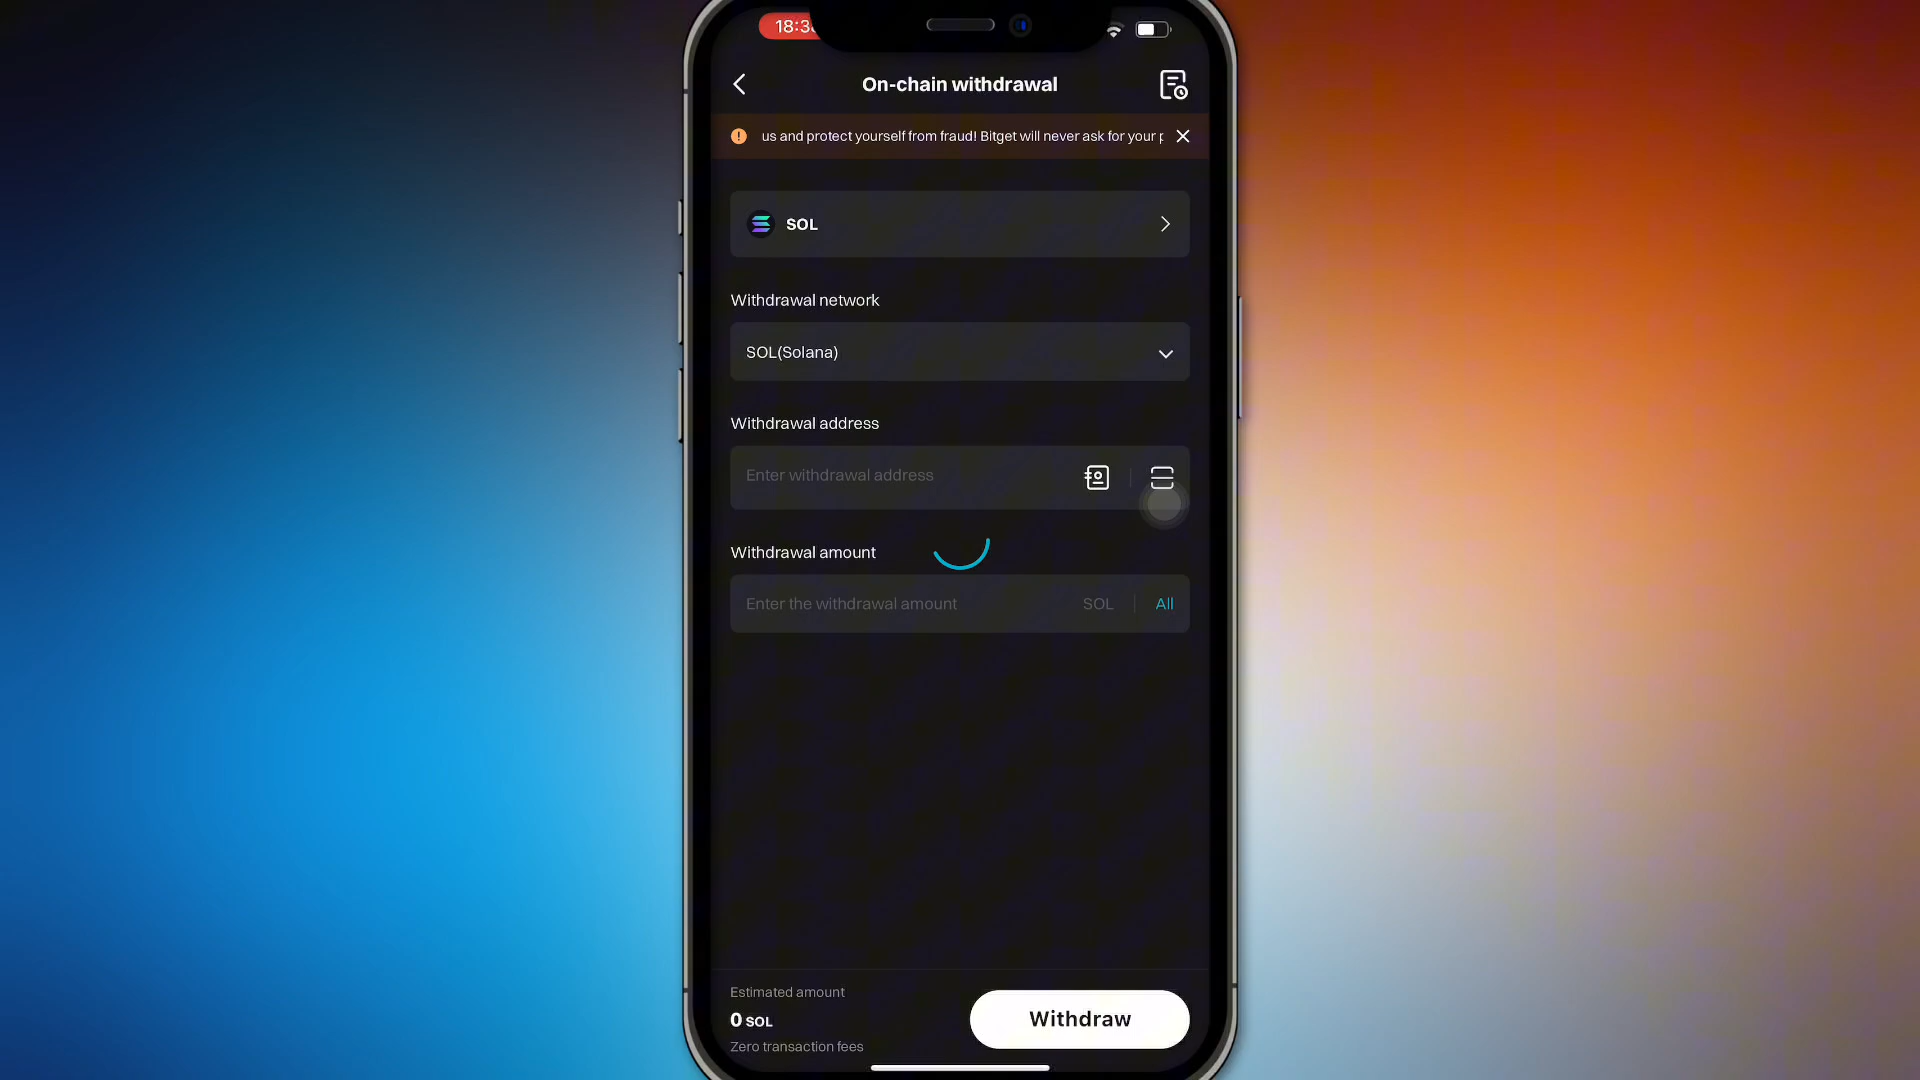 18:3
On-chain withdrawal
us and protect yourself from fraud! Bitget will never ask for your
SOL
Withdrawal network
SOL(Solana)
Withdrawal address
Enter withdrawal address
Withdrawal amount
Enter the withdrawal amount SOL All
Estimated amount
0 SOL
Zero transaction fees
Withdraw